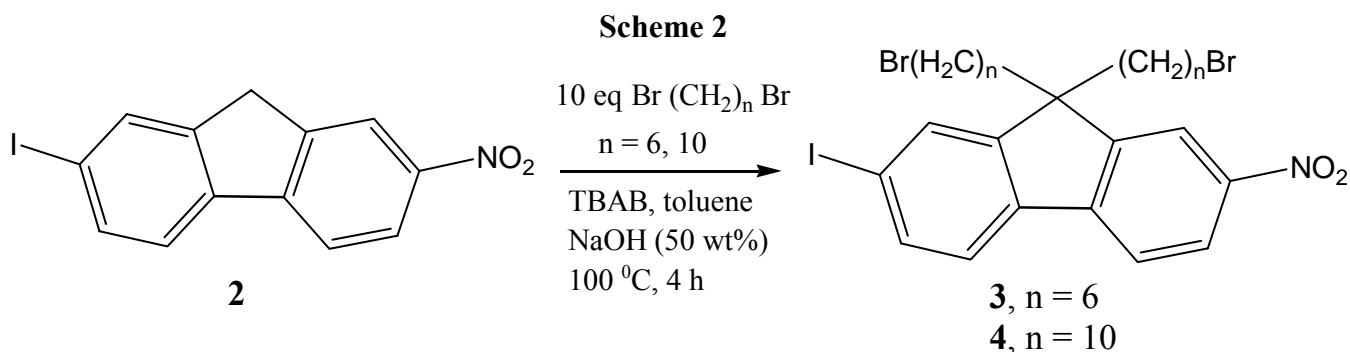 Scheme 2
10 eq Br (CH2)n Br
n = 6, 10
TBAB, toluene
NaOH (50 wt%)
100 ⁰C, 4 h
I
NO2
2
Br(H2C)n
(CH2)nBr
I
NO2
3, n = 6
4, n = 10